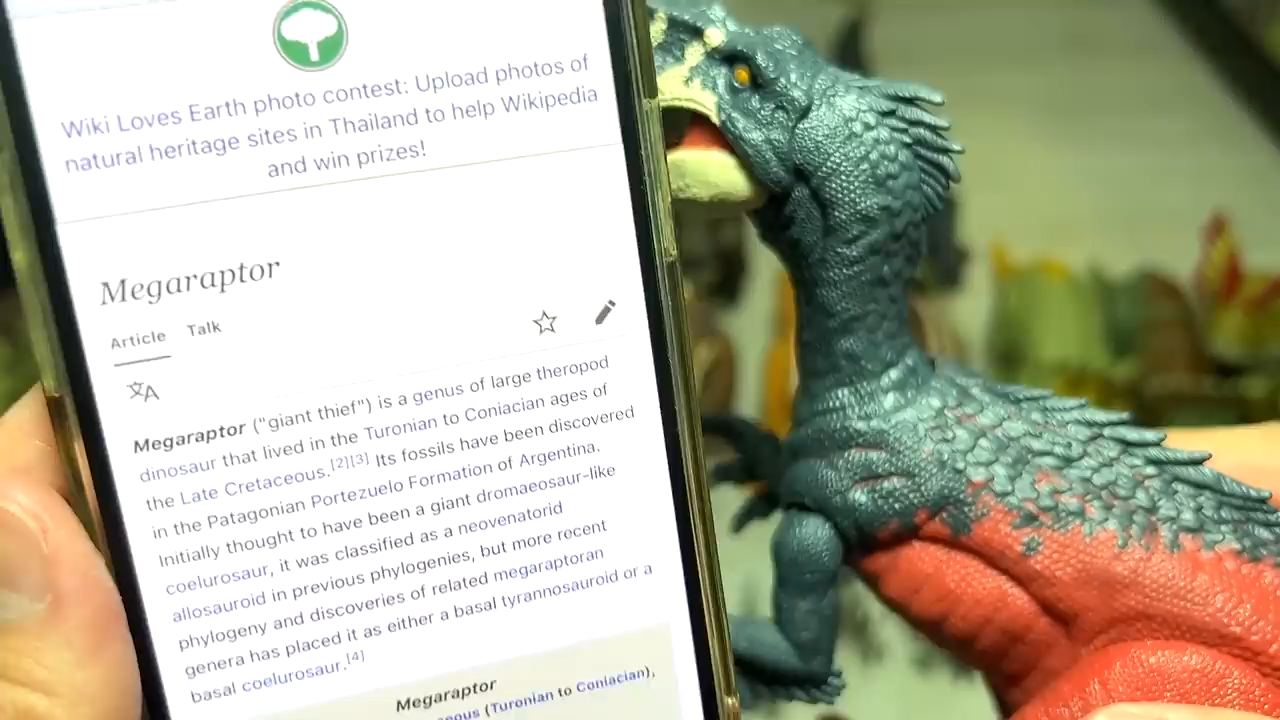 Wiki Loves Earth photo contest: Upload photos of
natural heritage sites in Thailand to help Wikipedia
and win prizes!
Megaraptor
Article Talk
Megaraptor ("giant thief") is a genus of large theropod
dinosaur that lived in the Turonian to Coniacian ages of
the Late Cretaceous.[2][3] Its fossils have been discovered
in the Patagonian Portezuelo Formation of Argentina.
Initially thought to have been a giant dromaeosaur-like
coelurosaur, it was classified as a neovenatorid
allosauroid in previous phylogenies, but more recent
phylogeny and discoveries of related megaraptoran
genera has placed it as either a basal tyrannosauroid or a
basal coelurosaur.[4]
Megaraptor
(Turonian to Coniacian),